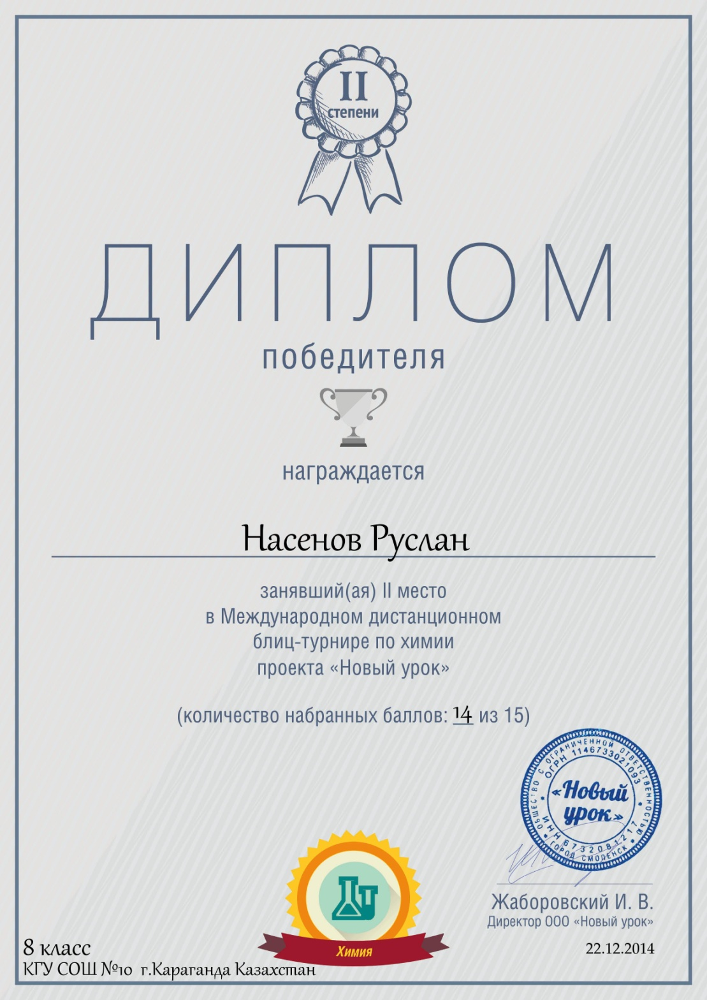 II
степени
ДИПЛОМ
победителя
награждается
Насенов Руслан
занявший(ая) II место
в Международном дистанционном
блиц-турнире по химии
проекта «Новый урок»
(количество набранных баллов: 14 из 15)
ОБЩЕСТВО С ОГРАНИЧЕННОЙ ОТВЕТСТВЕННОСТЬЮ
ОГРН 1146733021093
«Новый
урок»
ИНН 6732081217
ГОРОД СМОЛЕНСК
Жаборовский И. В.
Директор ООО «Новый урок»
Химия
22.12.2014
8 класс
КГУ СОШ №10 г.Караганда Казахстан